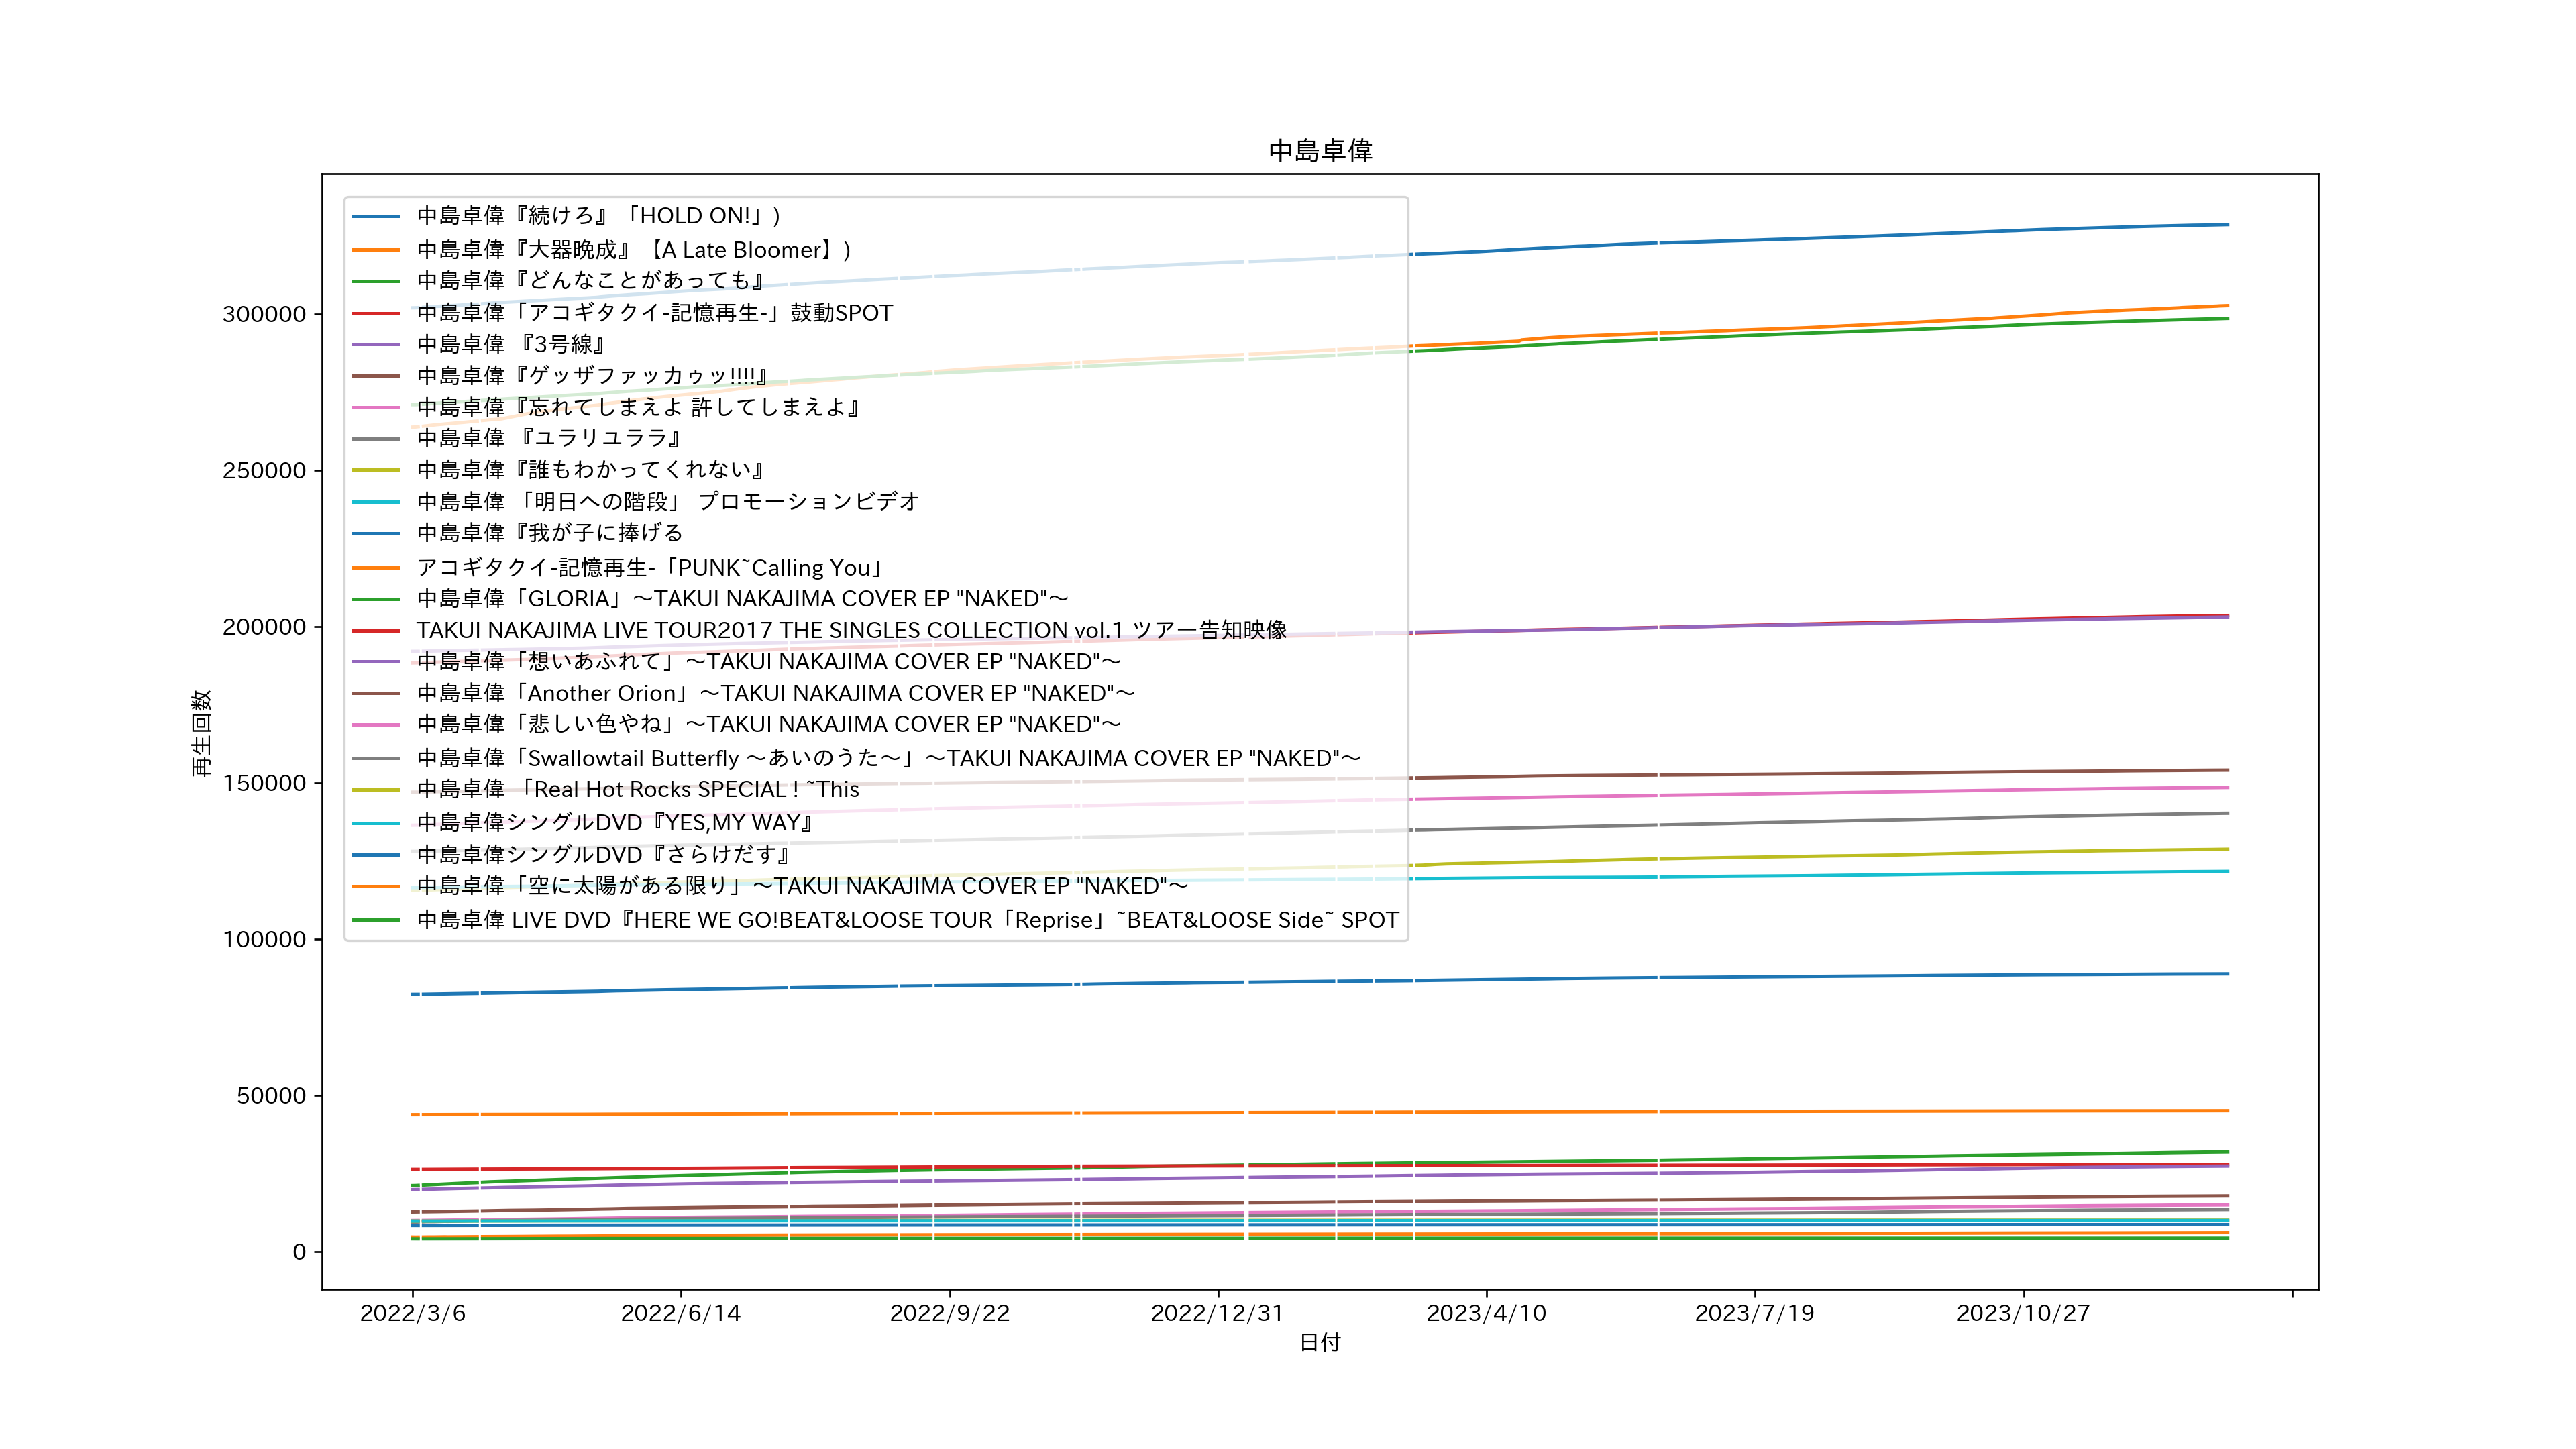 中島卓偉
中島卓偉『続けろ』「HOLD ON!」)
中島卓偉『大器晩成』【A Late Bloomer】)
中島卓偉『どんなことがあっても』
中島卓偉「アコギタクイ-記憶再生-」鼓動SPOT
中島卓偉 『3号線』
中島卓偉『ゲッザファッカゥッ!!!!』
中島卓偉『忘れてしまえよ 許してしまえよ』
中島卓偉 『ユラリユララ』
中島卓偉『誰もわかってくれない』
中島卓偉 「明日への階段」 プロモーションビデオ
中島卓偉『我が子に捧げる
アコギタクイ-記憶再生-「PUNK~Calling You」
中島卓偉「GLORIA」～TAKUI NAKAJIMA COVER EP "NAKED"～
TAKUI NAKAJIMA LIVE TOUR2017 THE SINGLES COLLECTION vol.1 ツアー告知映像
中島卓偉「想いあふれて」～TAKUI NAKAJIMA COVER EP "NAKED"～
中島卓偉「Another Orion」～TAKUI NAKAJIMA COVER EP "NAKED"～
中島卓偉「悲しい色やね」～TAKUI NAKAJIMA COVER EP "NAKED"～
中島卓偉「Swallowtail Butterfly ～あいのうた～」～TAKUI NAKAJIMA COVER EP "NAKED"～
中島卓偉 「Real Hot Rocks SPECIAL ! ~This
中島卓偉シングルDVD『YES,MY WAY』
中島卓偉シングルDVD『さらけだす』
中島卓偉「空に太陽がある限り」～TAKUI NAKAJIMA COVER EP "NAKED"～
中島卓偉 LIVE DVD『HERE WE GO!BEAT&LOOSE TOUR「Reprise」~BEAT&LOOSE Side~ SPOT
再生回数
300000
250000
200000
150000
100000
50000
0
2022/3/6
2022/6/14
2022/9/22
2022/12/31
2023/4/10
2023/7/19
2023/10/27
日付